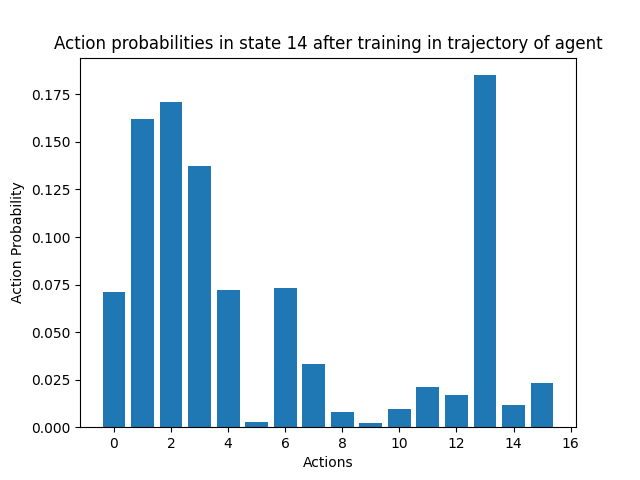 Action probabilities in state 14 after training in trajectory of agent
0.175
0.150
0.125
0.100
0.075
0.050
0.025
0.000
Action Probability
0 2 4 6 8 10 12 14 16
Actions